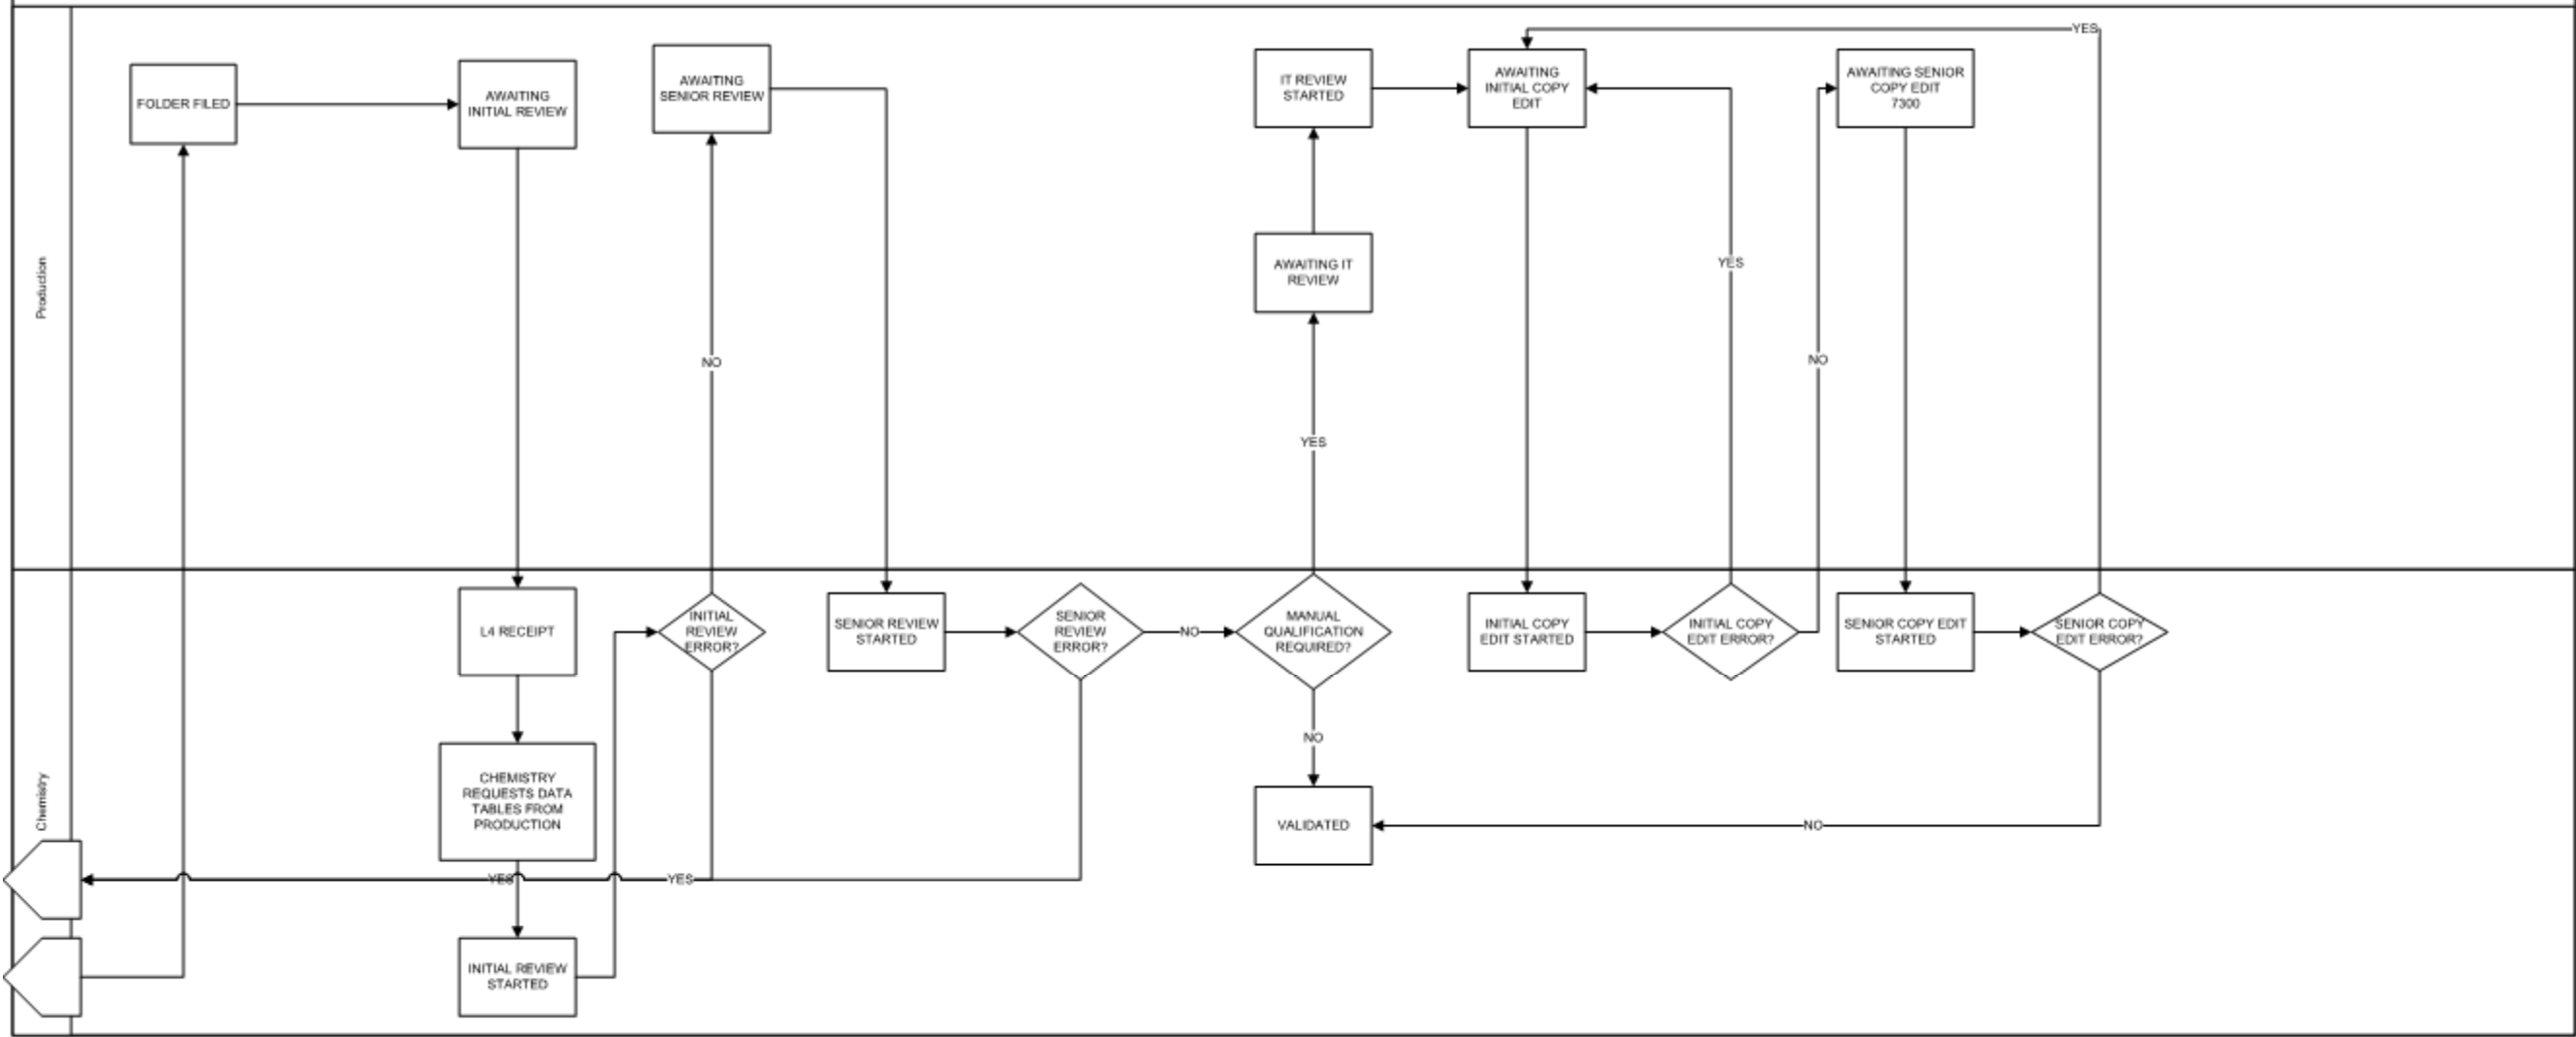 Production
FOLDER FILED
AWAITING
INITIAL REVIEW
AWAITING
SENIOR REVIEW
NO
IT REVIEW
STARTED
AWAITING IT
REVIEW
YES
AWAITING
INITIAL COPY
EDIT
YES
NO
AWAITING SENIOR
COPY EDIT
7300
YES
Chemistry
L4 RECEIPT
CHEMISTRY
REQUESTS DATA
TABLES FROM
PRODUCTION
YES
INITIAL REVIEW
STARTED
INITIAL
REVIEW
ERROR?
YES
SENIOR REVIEW
STARTED
SENIOR
REVIEW
ERROR?
NO
MANUAL
QUALIFICATION
REQUIRED?
NO
VALIDATED
INITIAL COPY
EDIT STARTED
INITIAL COPY
EDIT ERROR?
SENIOR COPY EDIT
STARTED
SENIOR COPY
EDIT ERROR?
NO